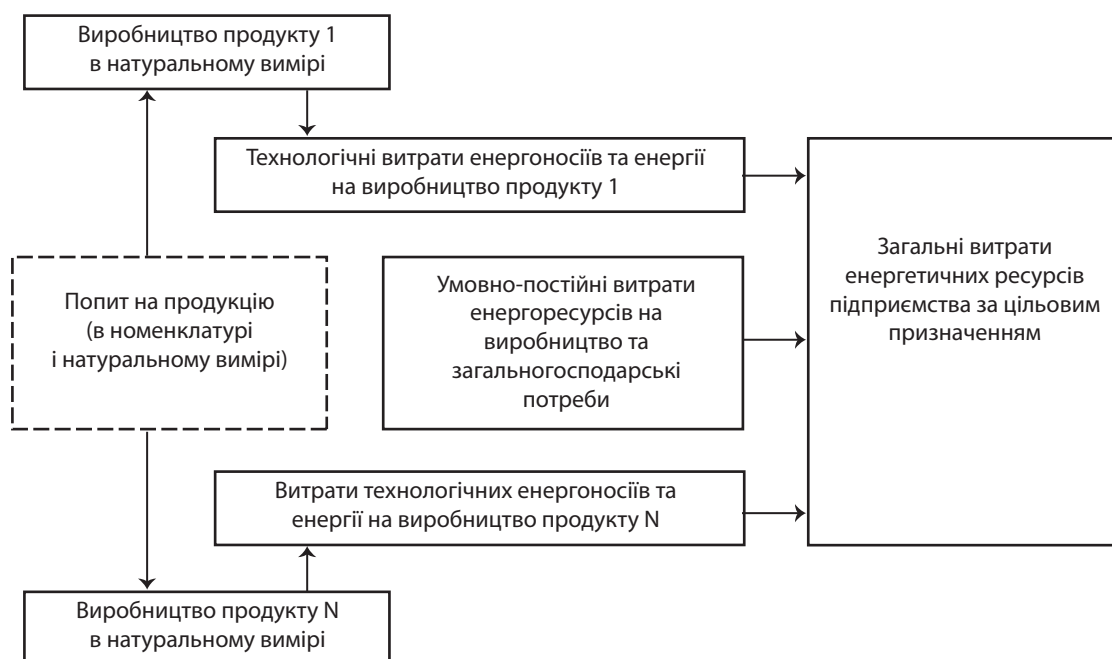 Виробництво продукту 1
в натуральному вимірі
Технологічні витрати енергоносіїв та енергії
на виробництво продукту 1
Попит на продукцію
(в номенклатурі
і натуральному вимірі)
Умовно-постійні витрати
енергоресурсів на
виробництво та
загальногосподарські
потреби
Загальні витрати
енергетичних ресурсів
підприємства за цільовим
призначенням
Витрати технологічних енергоносіїв та
енергії на виробництво продукту N
Виробництво продукту N
в натуральному вимірі